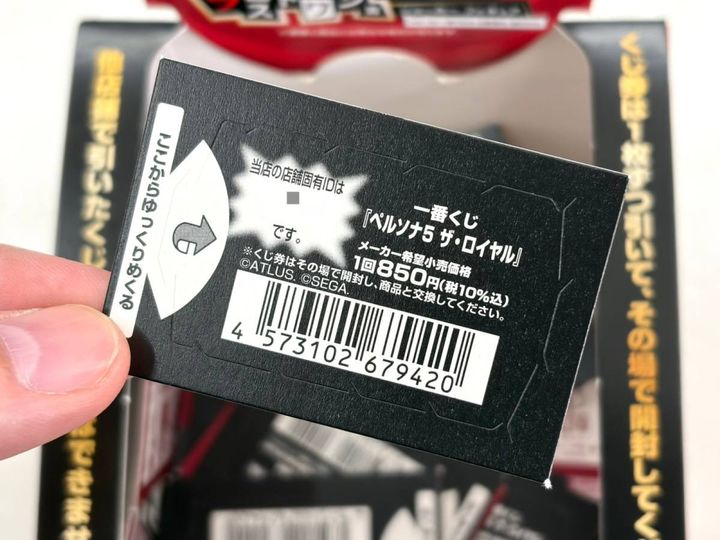 ここからゆっくりめくる
当店の店舗固有IDは
です。
一番くじ
『ペルソナ5 ザ・ロイヤル』
メーカー希望小売価格
1回850円(税10%込)
※くじ券はその場で開封し、商品と交換してください。
©ATLUS. ©SEGA.
4 573102 679420
くじ券は1枚ずつ引いて、その場で開封してく